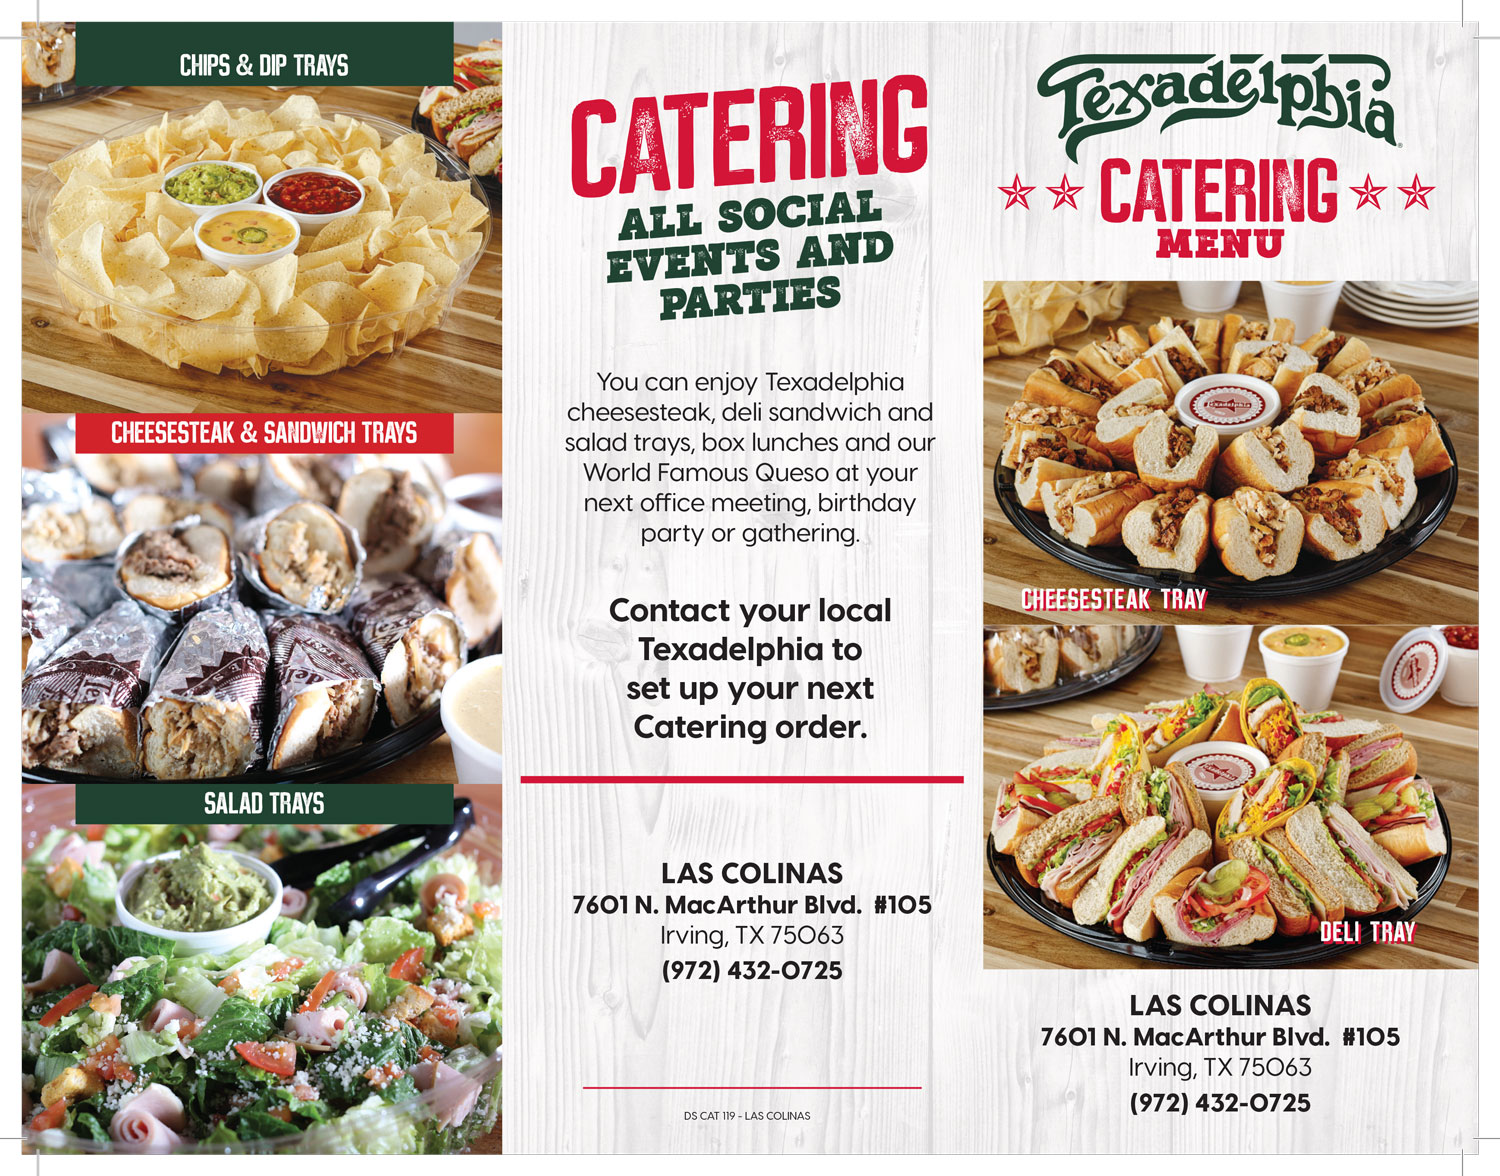 CHIPS & DIP TRAYS
CHEESESTEAK & SANDWICH TRAYS
SALAD TRAYS
CATERING
ALL SOCIAL
EVENTS AND
PARTIES
You can enjoy Texadelphia
cheesesteak, deli sandwich and
salad trays, box lunches and our
World Famous Queso at your
next office meeting, birthday
party or gathering.
Contact your local
Texadelphia to
set up your next
Catering order.
LAS COLINAS
7601 N. MacArthur Blvd. #105
Irving, TX 75063
(972) 432-0725
DS CAT 119 - LAS COLINAS
Texadelphia®
CATERING
MENU
Texadelphia
CHEESESTEAK TRAY
DELI TRAY
LAS COLINAS
7601 N. MacArthur Blvd. #105
Irving, TX 75063
(972) 432-0725